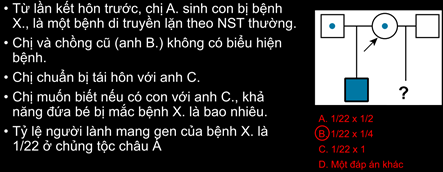 • Từ lần kết hôn trước, chị A. sinh con bị bệnh
X., là một bệnh di truyền lặn theo NST thường.
• Chị và chồng cũ (anh B.) không có biểu hiện
bệnh.
• Chị chuẩn bị tái hôn với anh C.
• Chị muốn biết nếu có con với anh C., khả
năng đứa bé bị mắc bệnh X. là bao nhiêu.
• Tỷ lệ người lành mang gen của bệnh X. là
1/22 ở chủng tộc châu Á
?
A. 1/22 x 1/2
B. 1/22 x 1/4
C. 1/22 x 1
D. Một đáp án khác